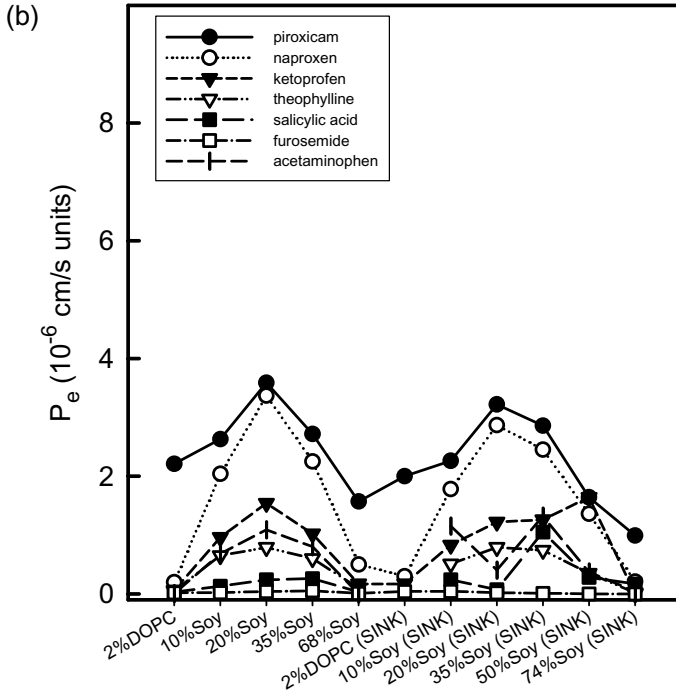 (b)
piroxicam
naproxen
ketoprofen
theophylline
salicylic acid
furosemide
acetaminophen
8
6
4
2
0
P_e (10^-6 cm/s units)
2%DOPC
10%Soy
20%Soy
35%Soy
68%Soy
2%DOPC (SINK)
10%Soy (SINK)
20%Soy (SINK)
35%Soy (SINK)
50%Soy (SINK)
74%Soy (SINK)